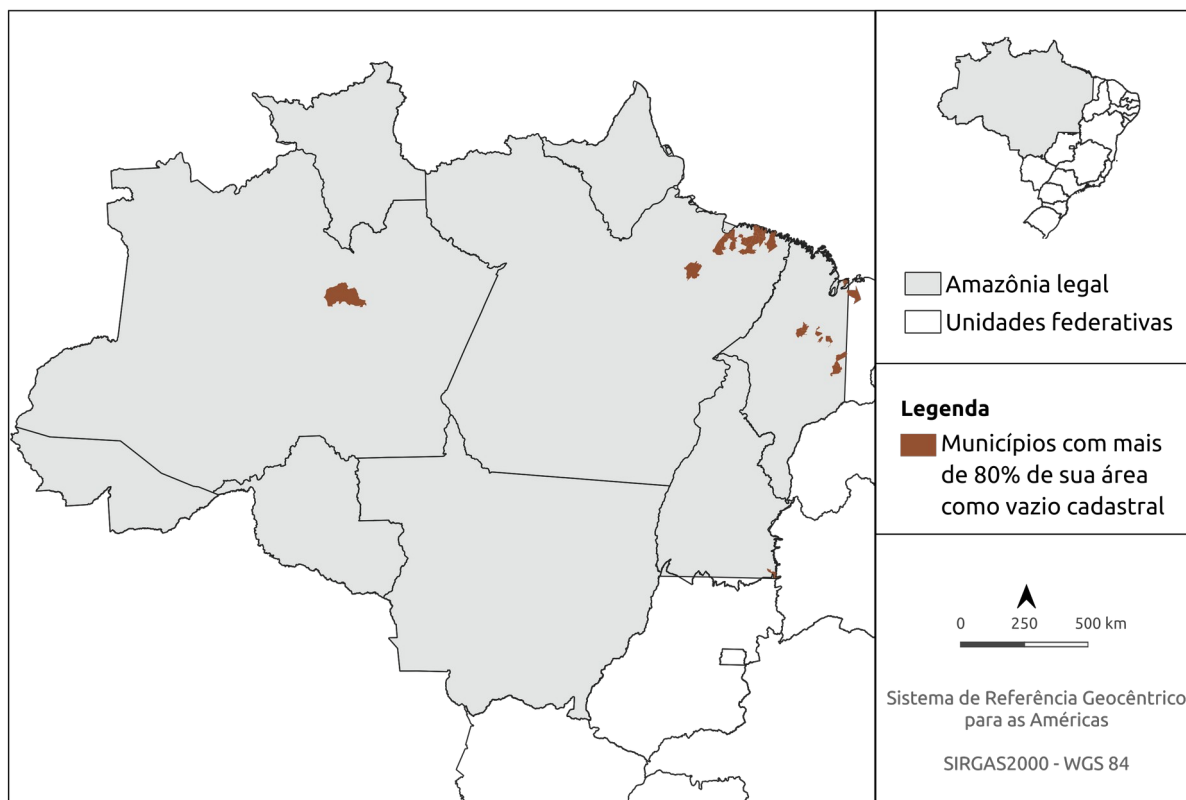 Amazônia legal
Unidades federativas
Legenda
Municípios com mais
de 80% de sua área
como vazio cadastral
0 250 500 km
Sistema de Referência Geocêntrico
para as Américas
SIRGAS2000 - WGS 84